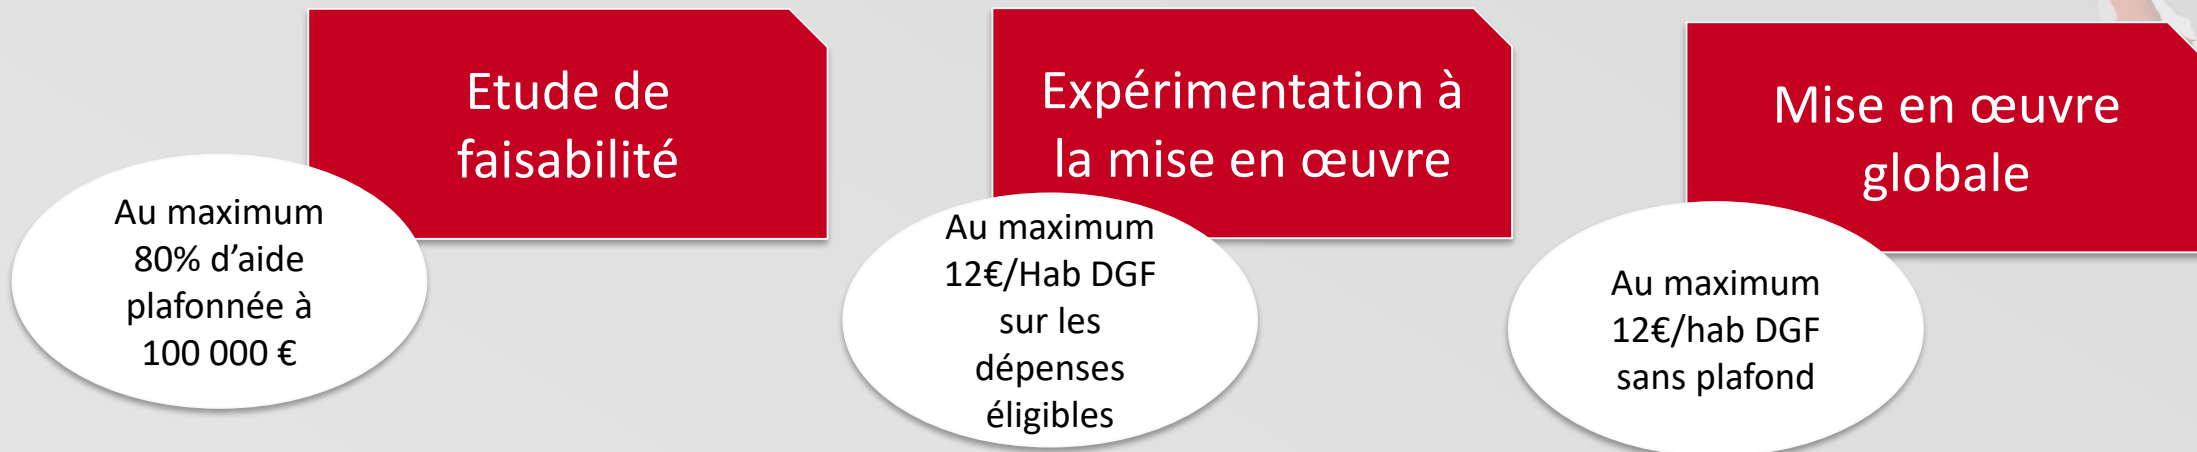 Etude de
faisabilité
Au maximum
80% d’aide
plafonnée à
100 000 €
Expérimentation à
la mise en œuvre
Au maximum
12€/Hab DGF
sur les
dépenses
éligibles
Mise en œuvre
globale
Au maximum
12€/hab DGF
sans plafond